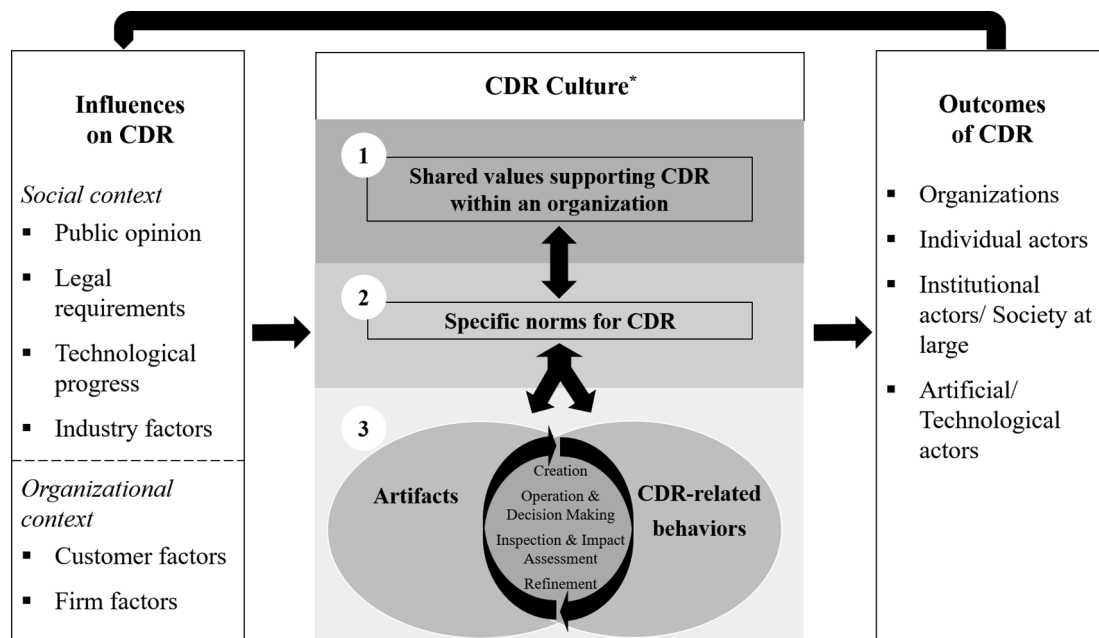 Influences
on CDR
Social context
▪ Public opinion
▪ Legal
requirements
▪ Technological
progress
▪ Industry factors
Organizational
context
▪ Customer factors
▪ Firm factors
CDR Culture*
1
Shared values supporting CDR
within an organization
2
Specific norms for CDR
3
Artifacts
Creation
Operation &
Decision Making
Inspection & Impact
Assessment
Refinement
CDR-related
behaviors
Outcomes
of CDR
▪ Organizations
▪ Individual actors
▪ Institutional
actors/ Society at
large
▪ Artificial/
Technological
actors